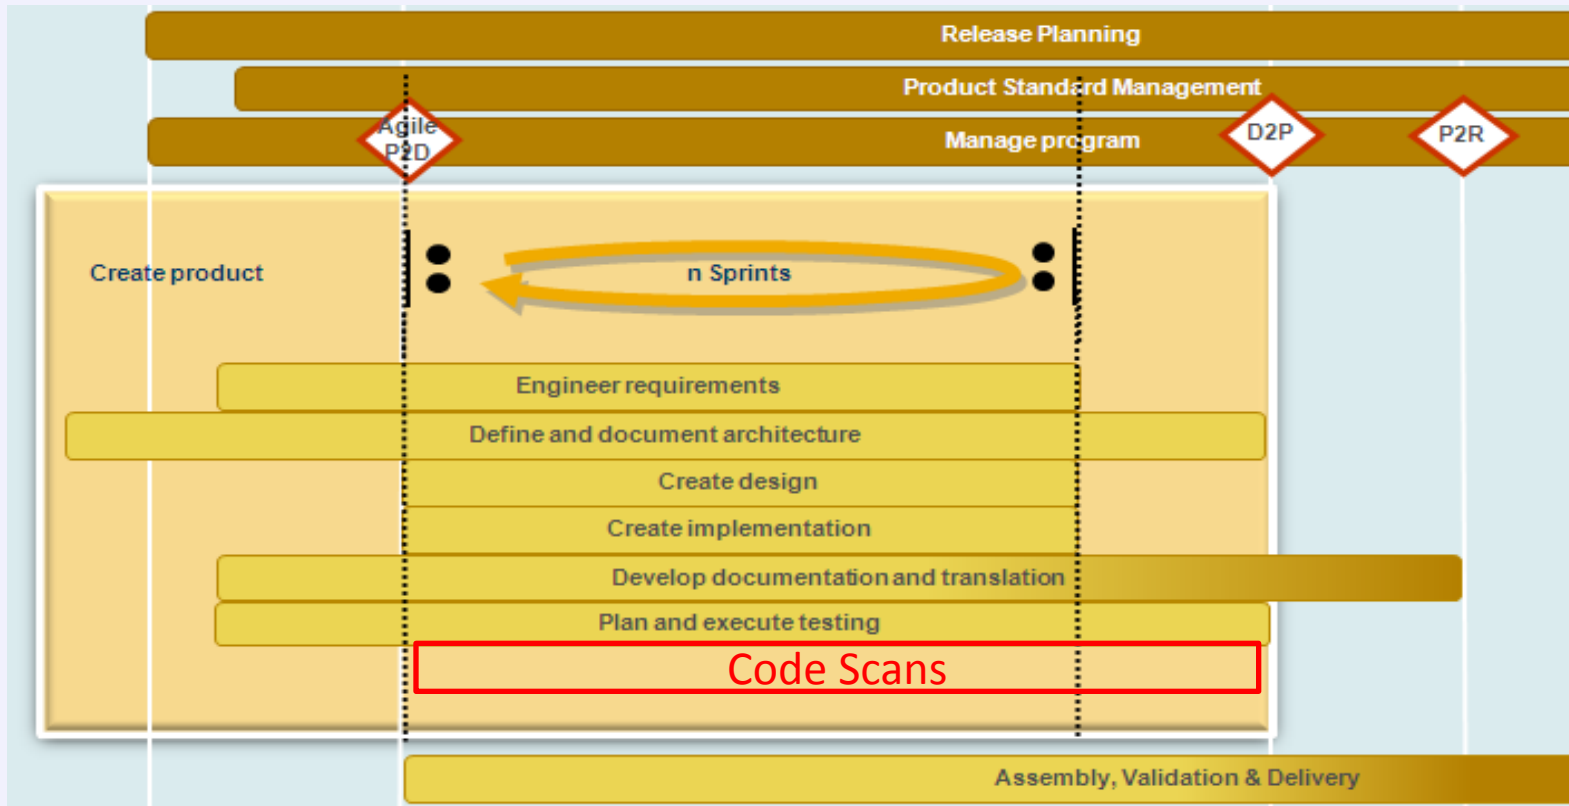 Release Planning
Product Standard Management
Agile
P2D
Manage program
D2P
P2R
Create product
n Sprints
Engineer requirements
Define and document architecture
Create design
Create implementation
Develop documentation and translation
Plan and execute testing
Code Scans
Assembly, Validation & Delivery